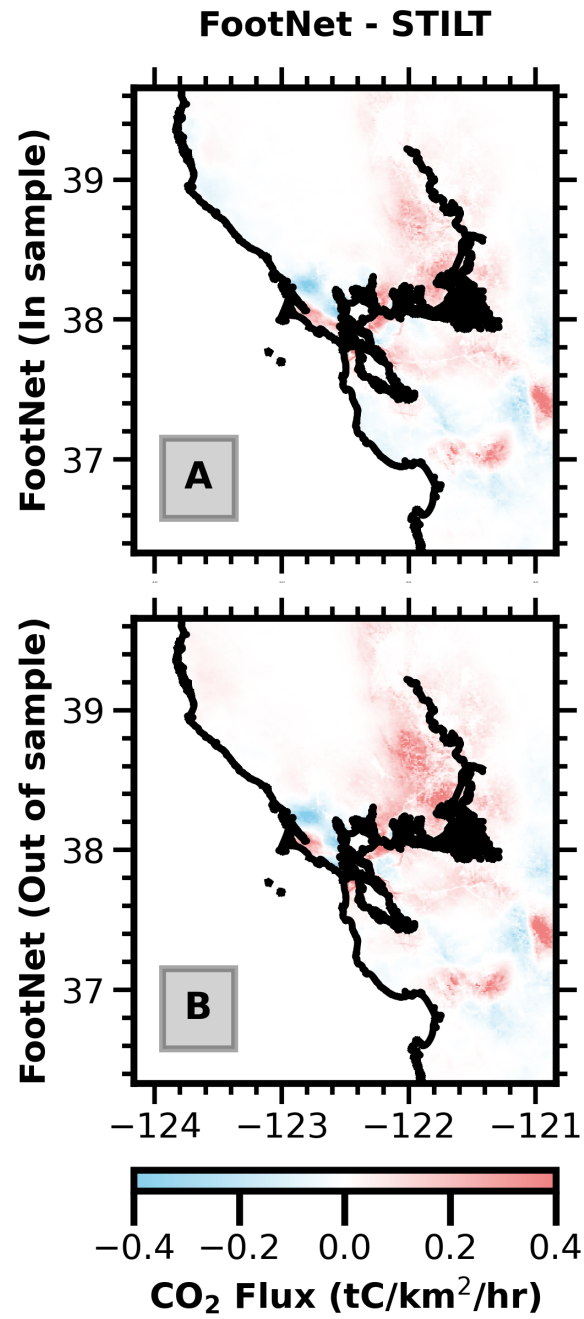 FootNet - STILT
FootNet (In sample)
39
38
37
A
FootNet (Out of sample)
39
38
37
B
−124 −123 −122 −121
−0.4 −0.2 0.0 0.2 0.4
CO₂ Flux (tC/km²/hr)